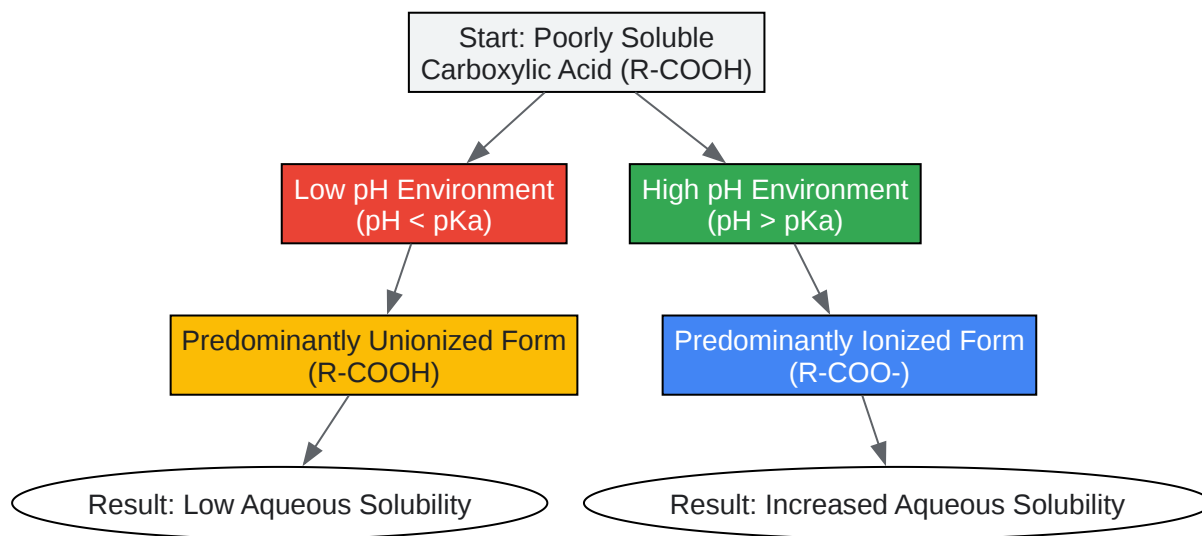 Start: Poorly Soluble
Carboxylic Acid (R-COOH)
Low pH Environment
(pH < pKa)
High pH Environment
(pH > pKa)
Predominantly Unionized Form
(R-COOH)
Predominantly Ionized Form
(R-COO-)
Result: Low Aqueous Solubility
Result: Increased Aqueous Solubility